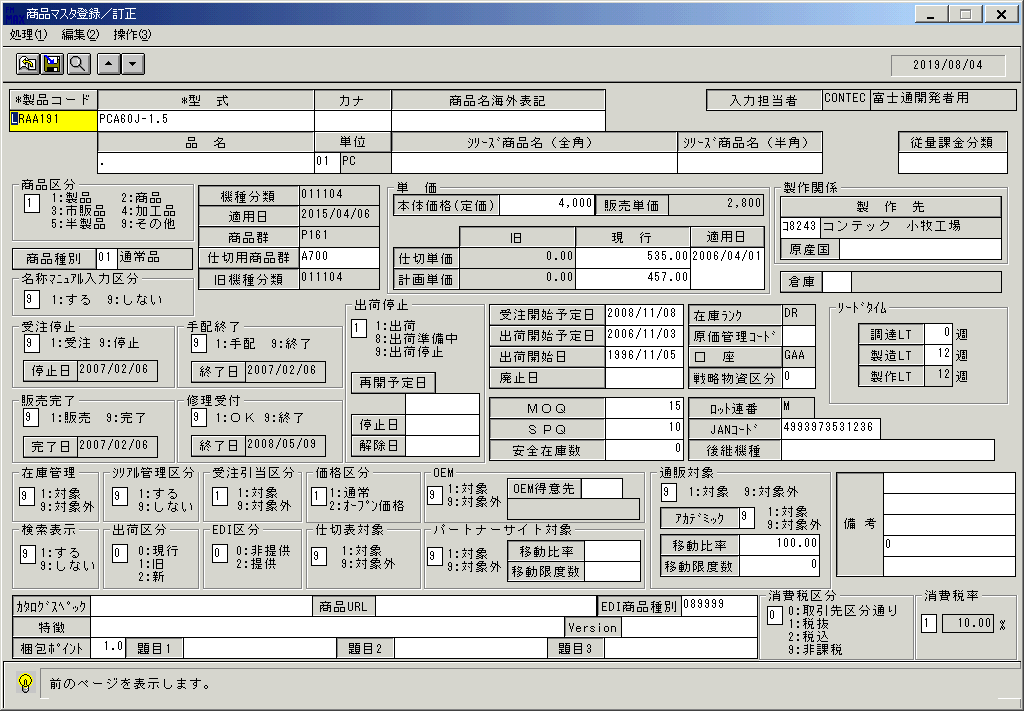 商品マスタ登録／訂正
処理(1) 編集(2) 操作(3)
2019/08/04
*製品コード *型　式 カナ 商品名海外表記 入力担当者 CONTEC 富士通開発者用
LRAA191 PCA60J-1.5
品　名 単位 ｼﾘｰｽﾞ商品名（全角） ｼﾘｰｽﾞ商品名（半角） 従量課金分類
. 01 PC
商品区分
1 1:製品 2:商品
3:市販品 4:加工品
5:半製品 9:その他
商品種別 01 通常品
機種分類 011104
適用日 2015/04/06
商品群 P161
仕切用商品群 A700
旧機種分類 011104
単　価
本体価格(定価) 4,000 販売単価 2,800
旧 現　行 適用日
仕切単価 0.00 535.00 2006/04/01
計画単価 0.00 457.00
製作関係
製　作　先
ｺ8243 コンテック　小牧工場
原産国
倉庫
名称ﾏﾆｭｱﾙ入力区分
9 1:する 9:しない
受注停止
9 1:受注 9:停止
停止日 2007/02/06
手配終了
9 1:手配 9:終了
終了日 2007/02/06
出荷停止
1 1:出荷
2:出荷準備中
9:出荷停止
再開予定日
停止日
解除日
受注開始予定日 2008/11/08
出荷開始予定日 2006/11/03
出荷開始日 1996/11/05
廃止日
在庫ﾗﾝｸ DR
原価管理ｺｰﾄﾞ
口　座 GAA
戦略物資区分 0
ﾘｰﾄﾞﾀｲﾑ
調達LT 0 週
製造LT 12 週
製作LT 12 週
販売完了
9 1:販売 9:完了
完了日 2007/02/06
修理受付
9 1:OK 9:終了
終了日 2008/05/09
MOQ 15
SPQ 10
安全在庫数 0
ﾛｯﾄ連番 M
JANｺｰﾄﾞ 4993973531236
後継機種
在庫管理
9 1:対象
9:対象外
ｼﾘｱﾙ管理区分
9 1:する
9:しない
受注引当区分
1 1:対象
9:対象外
価格区分
1 1:通常
2:ｵｰﾌﾟﾝ価格
OEM
9 1:対象
9:対象外
OEM得意先
通販対象
9 1:対象 9:対象外
ｱｶﾃﾞﾐｯｸ 9 1:対象
9:対象外
移動比率 100.00
移動限度数 0
備　考
0
検索表示
9 1:する
9:しない
出荷区分
0 0:現行
1:旧
2:新
EDI区分
0 0:非提供
2:提供
仕切表対象
9 1:対象
9:対象外
パートナーサイト対象
9 1:対象
9:対象外
移動比率
移動限度数
ｶﾀﾛｸﾞｽﾍﾟｯｸ 商品URL EDI商品種別 089999
特徴 Version
梱包ﾎﾟｲﾝﾄ 1.0 題目1 題目2 題目3
消費税区分
0 0:取引先区分通り
1:税抜
2:税込
9:非課税
消費税率
1 10.00 %
前のページを表示します。